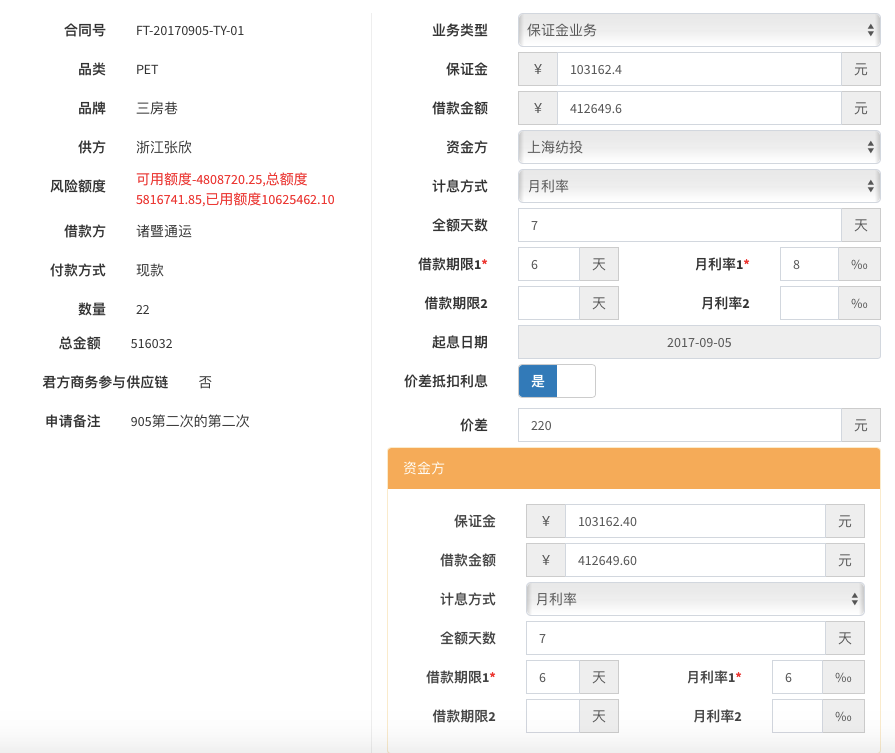 合同号 FT-20170905-TY-01
品类 PET
品牌 三房巷
供方 浙江张欣
风险额度 可用额度-4808720.25,总额度
5816741.85,已用额度10625462.10
借款方 诸暨通运
付款方式 现款
数量 22
总金额 516032
君方商务参与供应链 否
申请备注 905第二次的第二次
业务类型 保证金业务
保证金 ¥ 103162.4 元
借款金额 ¥ 412649.6 元
资金方 上海纺投
计息方式 月利率
全额天数 7 天
借款期限1* 6 天 月利率1* 8 ‰
借款期限2 天 月利率2 ‰
起息日期 2017-09-05
价差抵扣利息 是
价差 220 元
资金方
保证金 ¥ 103162.40 元
借款金额 ¥ 412649.60 元
计息方式 月利率
全额天数 7 天
借款期限1* 6 天 月利率1* 6 ‰
借款期限2 天 月利率2 ‰